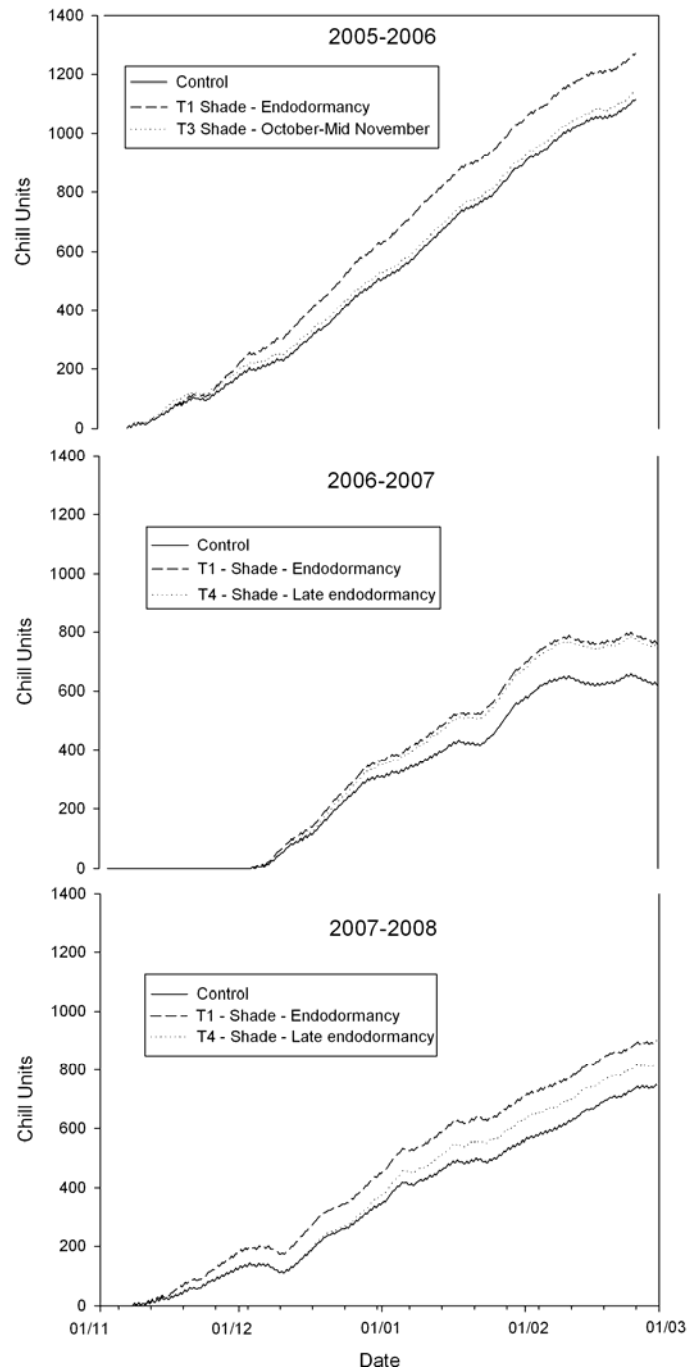 2005-2006
Control
T1 Shade - Endodormancy
T3 Shade - October-Mid November
Chill Units
1400
1200
1000
800
600
400
200
0
2006-2007
Control
T1 - Shade - Endodormancy
T4 - Shade - Late endodormancy
Chill Units
1400
1200
1000
800
600
400
200
0
2007-2008
Control
T1 - Shade - Endodormancy
T4 - Shade - Late endodormancy
Chill Units
1400
1200
1000
800
600
400
200
0
01/11 01/12 01/01 01/02 01/03
Date